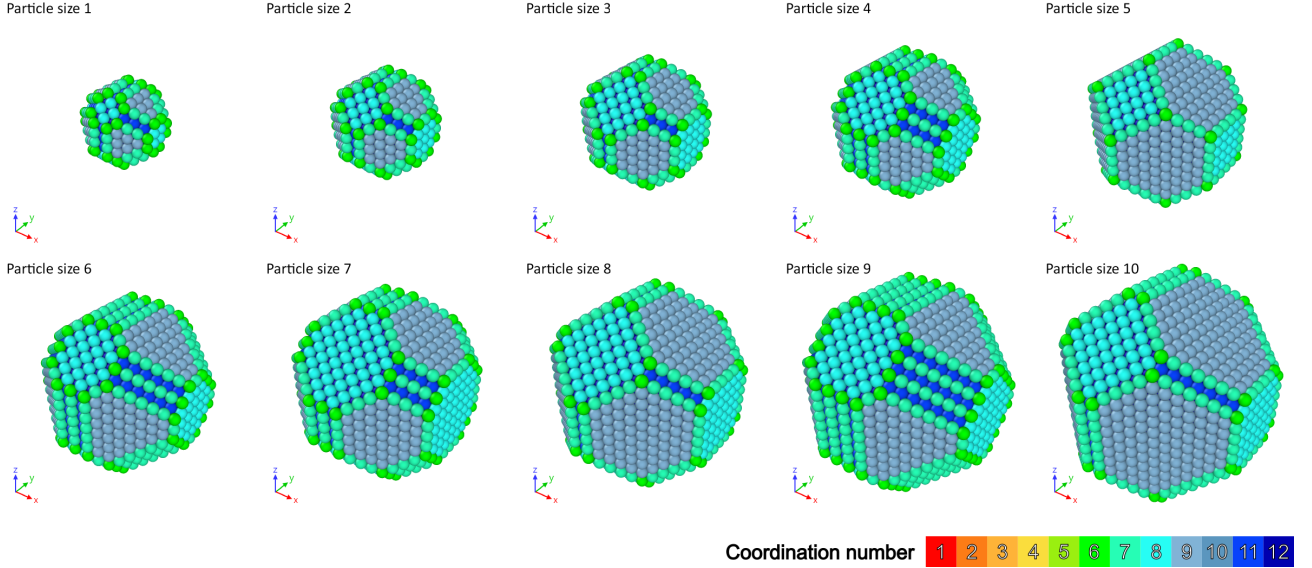 Particle size 1
Particle size 2
Particle size 3
Particle size 4
Particle size 5
z
y
x
z
y
x
z
y
x
z
y
x
z
y
x
Particle size 6
Particle size 7
Particle size 8
Particle size 9
Particle size 10
z
y
x
z
y
x
z
y
x
z
y
x
z
y
x
Coordination number 1 2 3 4 5 6 7 8 9 10 11 12